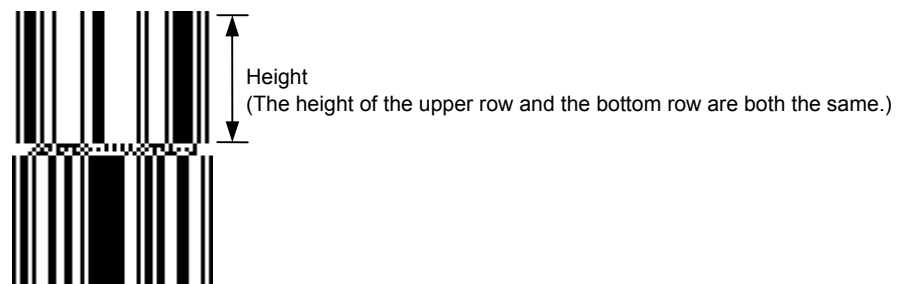 Height
(The height of the upper row and the bottom row are both the same.)